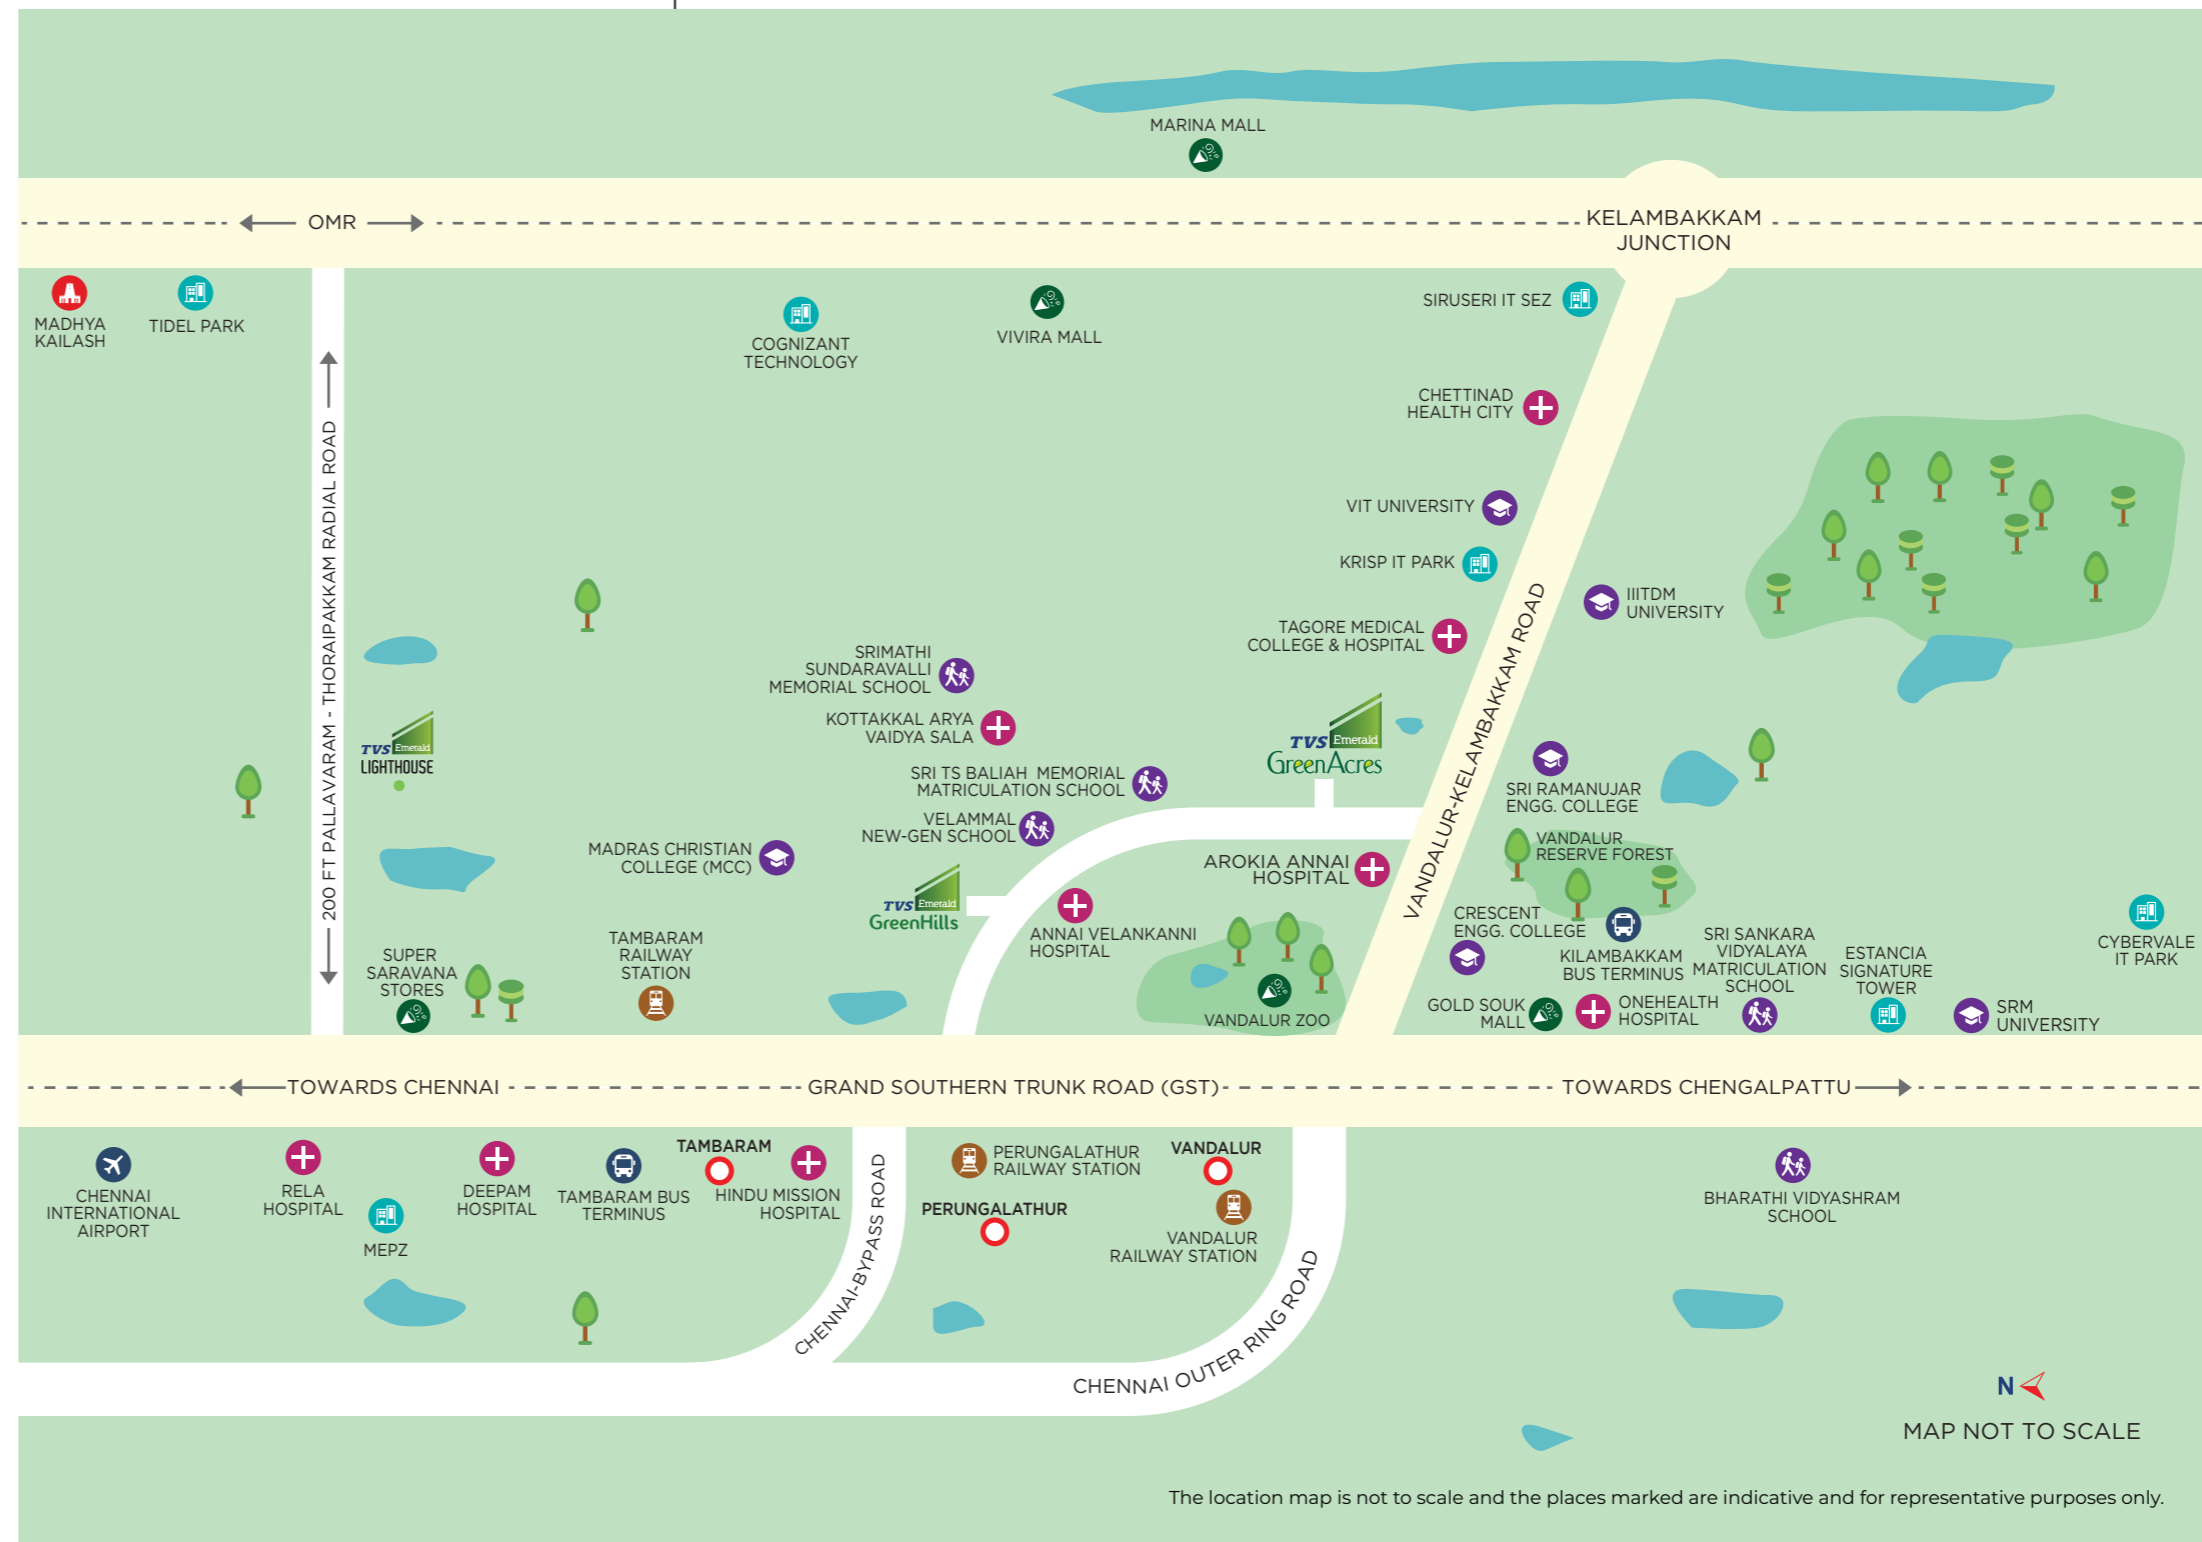 MARINA MALL
OMR
KELAMBAKKAM
JUNCTION
MADHYA
KAILASH
TIDEL PARK
COGNIZANT
TECHNOLOGY
VIVIRA MALL
SIRUSERI IT SEZ
CHETTINAD
HEALTH CITY
VIT UNIVERSITY
KRISP IT PARK
IIITDM
UNIVERSITY
TAGORE MEDICAL
COLLEGE & HOSPITAL
VANDALUR-KELAMBAKKAM ROAD
200 FT PALLAVARAM - THORAIPAKKAM RADIAL ROAD
SRIMATHI
SUNDARAVALLI
MEMORIAL SCHOOL
KOTTAKKAL ARYA
VAIDYA SALA
TVS Emerald
LIGHTHOUSE
TVS Emerald
GreenAcres
SRI TS BALIAH MEMORIAL
MATRICULATION SCHOOL
VELAMMAL
NEW-GEN SCHOOL
MADRAS CHRISTIAN
COLLEGE (MCC)
SRI RAMANUJAR
ENGG. COLLEGE
VANDALUR
RESERVE FOREST
AROKIA ANNAI
HOSPITAL
TVS Emerald
GreenHills
ANNAI VELANKANNI
HOSPITAL
CRESCENT
ENGG. COLLEGE
KILAMBAKKAM
BUS TERMINUS
SRI SANKARA
VIDYALAYA
MATRICULATION
SCHOOL
ESTANCIA
SIGNATURE
TOWER
CYBERVALE
IT PARK
SUPER
SARAVANA
STORES
TAMBARAM
RAILWAY
STATION
VANDALUR ZOO
GOLD SOUK
MALL
ONEHEALTH
HOSPITAL
SRM
UNIVERSITY
TOWARDS CHENNAI
GRAND SOUTHERN TRUNK ROAD (GST)
TOWARDS CHENGALPATTU
CHENNAI
INTERNATIONAL
AIRPORT
RELA
HOSPITAL
MEPZ
DEEPAM
HOSPITAL
TAMBARAM BUS
TERMINUS
TAMBARAM
HINDU MISSION
HOSPITAL
CHENNAI-BYPASS ROAD
PERUNGALATHUR
RAILWAY STATION
PERUNGALATHUR
VANDALUR
VANDALUR
RAILWAY STATION
CHENNAI OUTER RING ROAD
BHARATHI VIDYASHRAM
SCHOOL
N
MAP NOT TO SCALE
The location map is not to scale and the places marked are indicative and for representative purposes only.